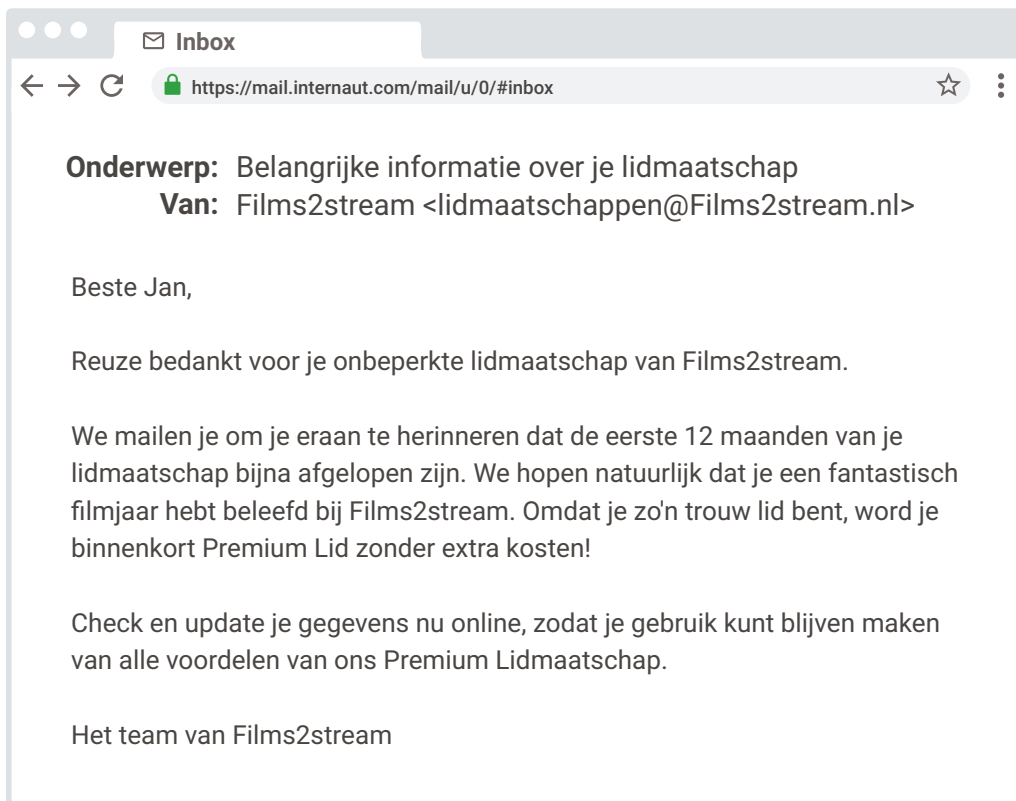 Inbox
https://mail.internaut.com/mail/u/0/#inbox
Onderwerp: Belangrijke informatie over je lidmaatschap
Van: Films2stream <lidmaatschappen@Films2stream.nl>
Beste Jan,
Reuze bedankt voor je onbeperkte lidmaatschap van Films2stream.
We mailen je om je eraan te herinneren dat de eerste 12 maanden van je
lidmaatschap bijna afgelopen zijn. We hopen natuurlijk dat je een fantastisch
filmjaar hebt beleefd bij Films2stream. Omdat je zo'n trouw lid bent, word je
binnenkort Premium Lid zonder extra kosten!
Check en update je gegevens nu online, zodat je gebruik kunt blijven maken
van alle voordelen van ons Premium Lidmaatschap.
Het team van Films2stream